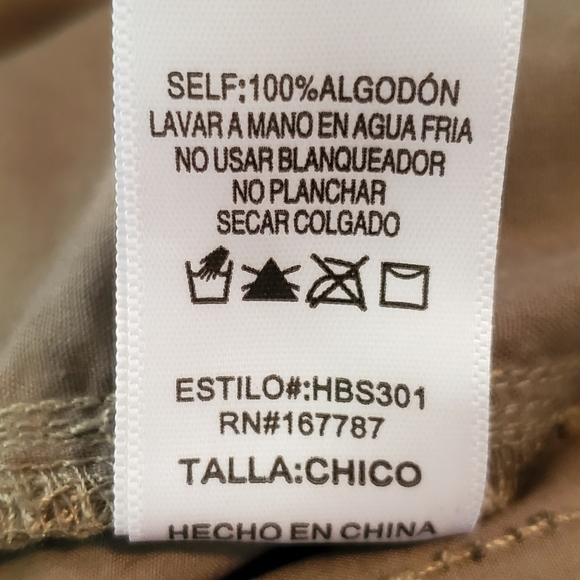 SELF:100%ALGODÓN
LAVAR A MANO EN AGUA FRIA
NO USAR BLANQUEADOR
NO PLANCHAR
SECAR COLGADO
ESTILO#:HBS301
RN#167787
TALLA:CHICO
HECHO EN CHINA